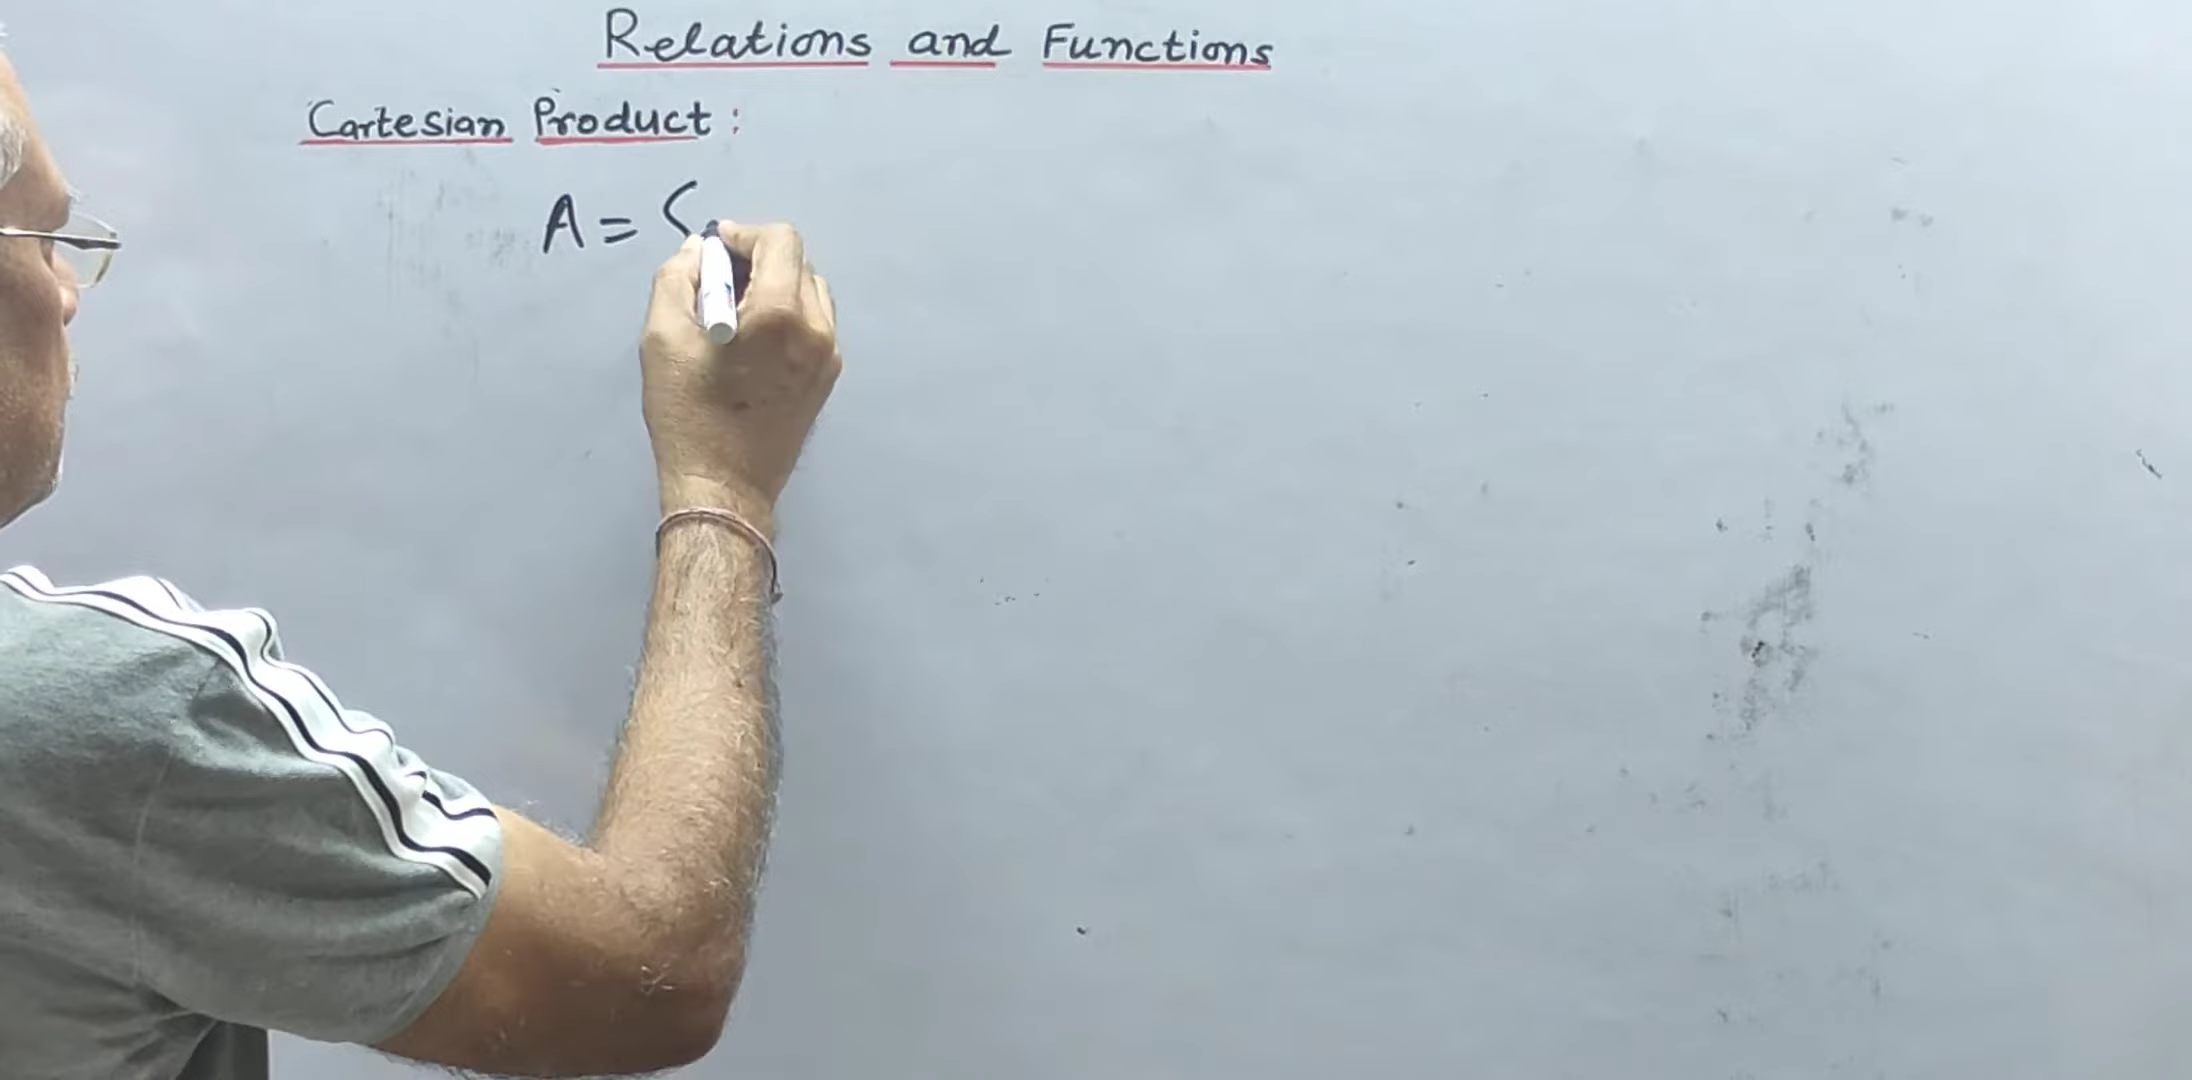 Relations and Functions
Cartesian Product :
A = {